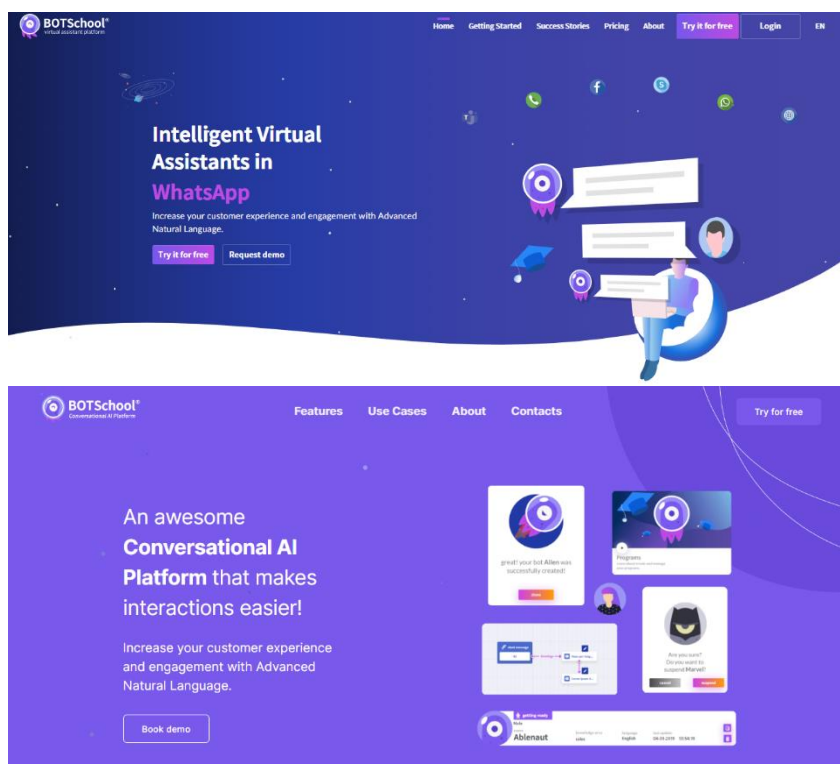 BOTSchool®
virtual assistant platform
Home Getting Started Success Stories Pricing About Try it for free Login EN
Intelligent Virtual
Assistants in
WhatsApp
Increase your customer experience and engagement with Advanced
Natural Language.
Try it for free Request demo
BOTSchool®
Conversational AI Platform
Features Use Cases About Contacts
Try for free
An awesome
Conversational AI
Platform that makes
interactions easier!
Increase your customer experience
and engagement with Advanced
Natural Language.
Book demo
great! your bot Alien was
successfully created!
Programs
Are you sure?
Do you want to
suspend Marvel!
getting ready
Ablenaut
English